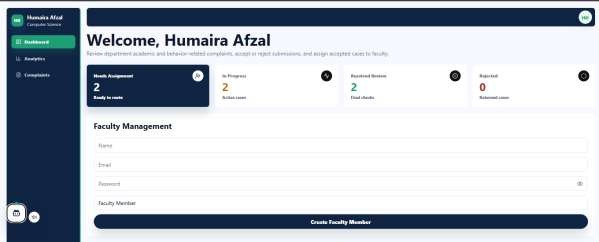 HA
Humaira Afzal
Computer Science
Dashboard
Analytics
Complaints
HA
Welcome, Humaira Afzal
Review department academic and behavior-related complaints, accept or reject submissions, and assign accepted cases to faculty.
Needs Assignment
2
Ready to route
In Progress
2
Active cases
Resolved Review
2
Final checks
Rejected
0
Returned cases
Faculty Management
Name
Email
Password
Faculty Member
Create Faculty Member